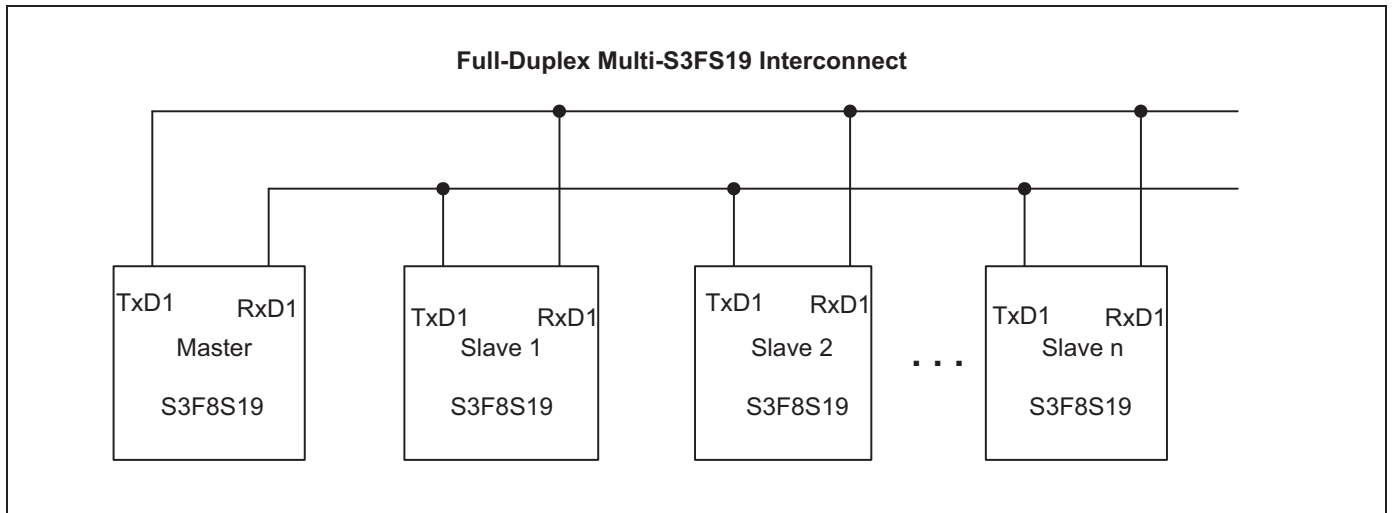 Full-Duplex Multi-S3FS19 Interconnect
TxD1 RxD1
Master
S3F8S19
TxD1 RxD1
Slave 1
S3F8S19
TxD1 RxD1
Slave 2
S3F8S19
. . .
TxD1 RxD1
Slave n
S3F8S19